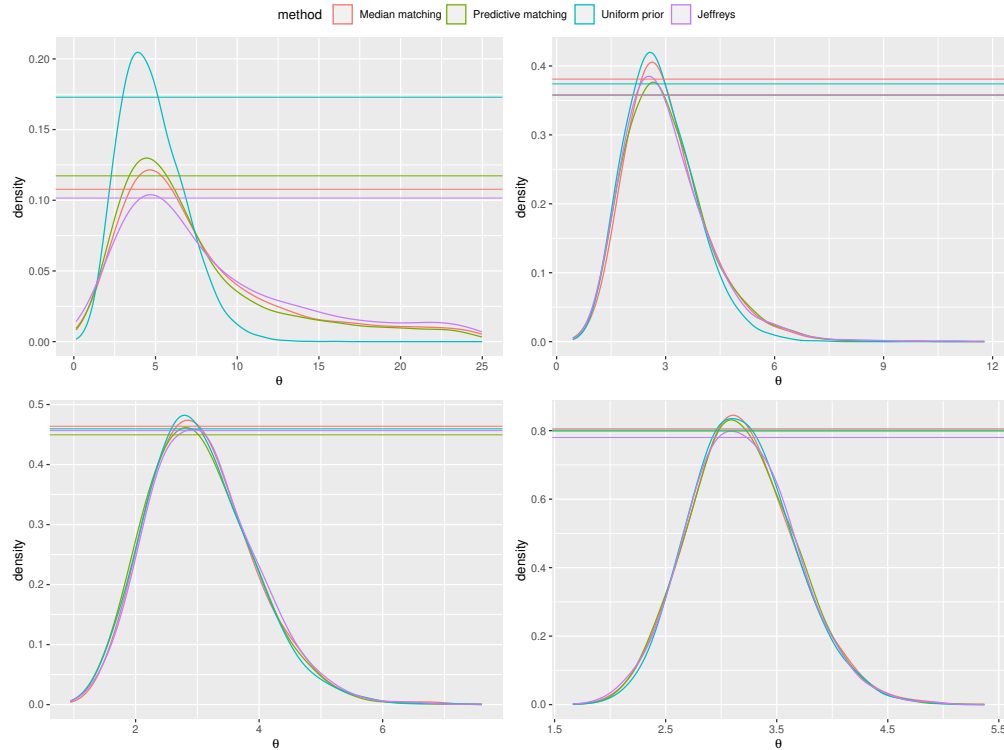 method Median matching Predictive matching Uniform prior Jeffreys
density
0.20
0.15
0.10
0.05
0.00
0 5 10 15 20 25
θ
density
0.4
0.3
0.2
0.1
0.0
0 3 6 9 12
θ
density
0.5
0.4
0.3
0.2
0.1
0.0
2 4 6
θ
density
0.8
0.6
0.4
0.2
0.0
1.5 2.5 3.5 4.5 5.5
θ